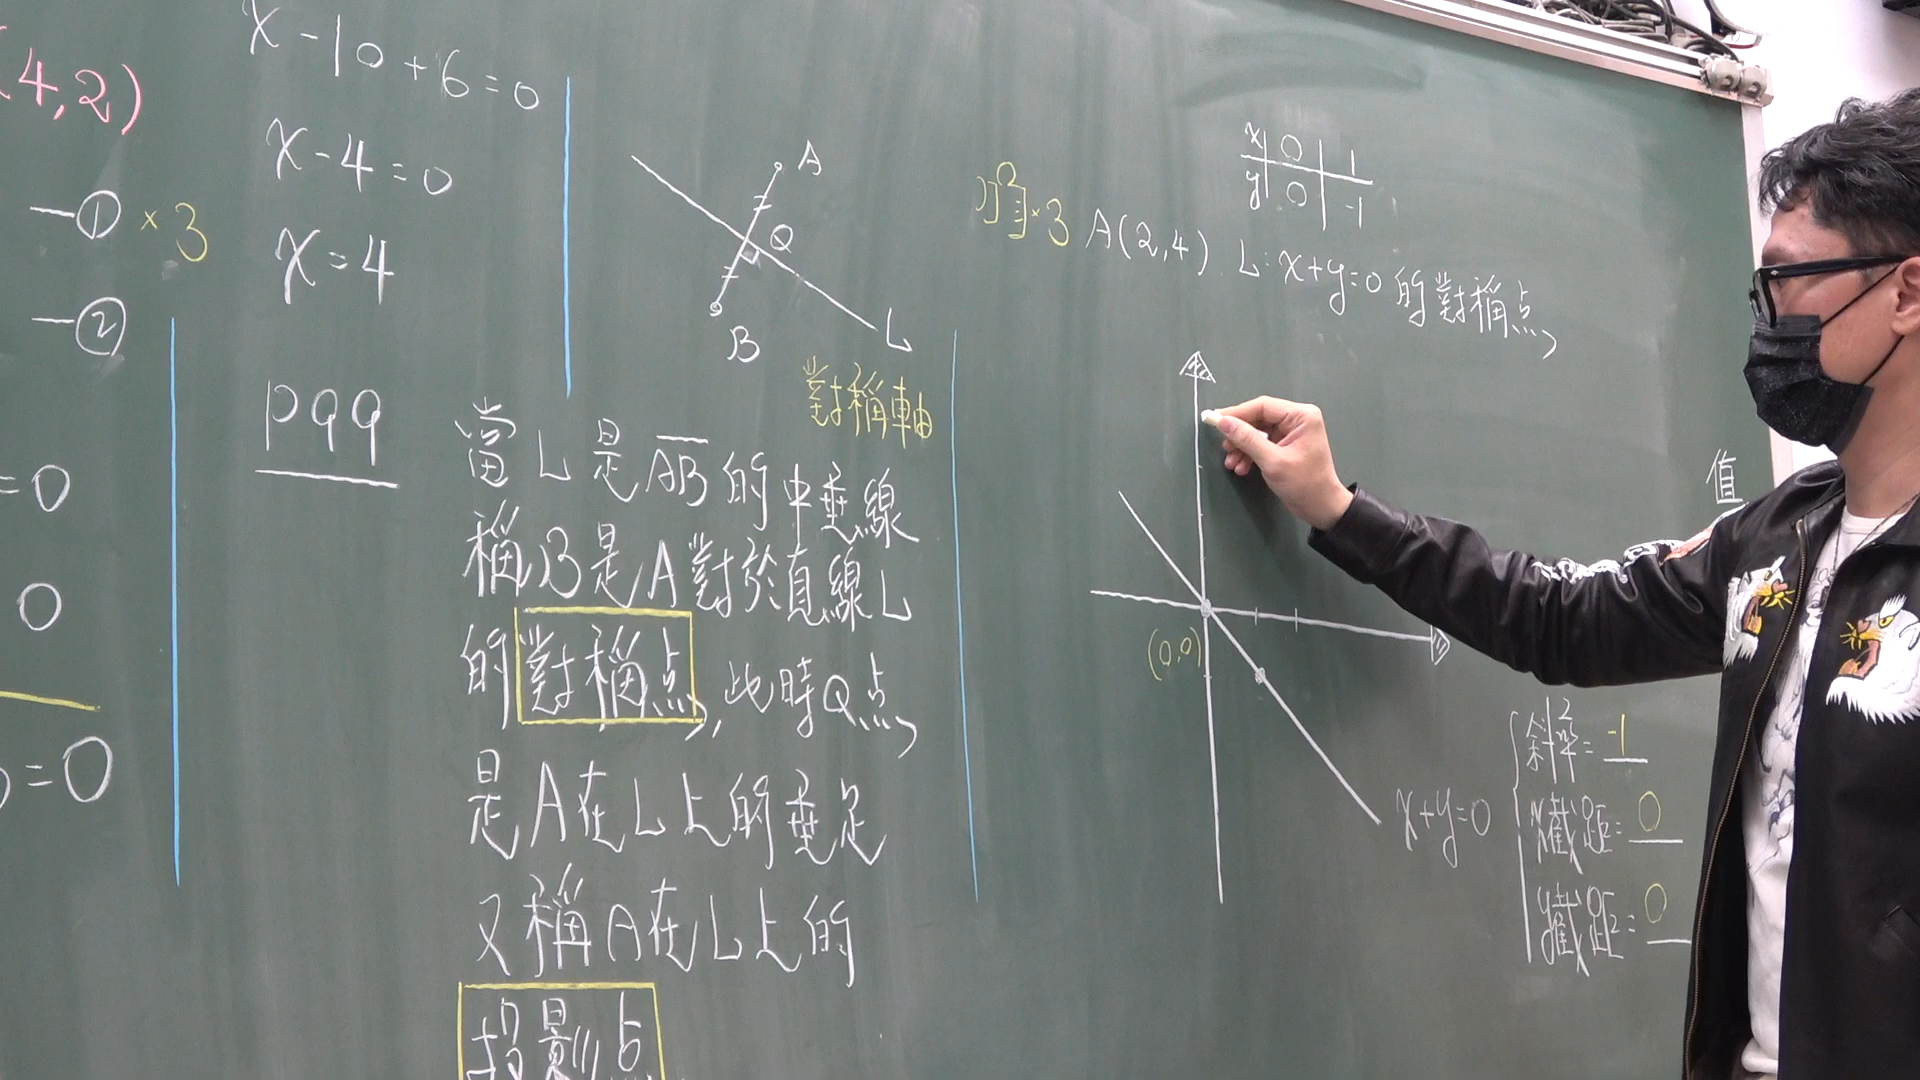 (4,2)
—① ×3
—②
=0
0
=0
x-10+6=0
x-4=0
x=4
P99
A
Q
B
L
對稱軸
當L是AB的中垂線
稱B是A對於直線L
的對稱点,此時Q点
是A在L上的垂足
又稱A在L上的
投影点
x 0 1
y 0 -1
×3 A(2,4) L:x+y=0的對稱点
(0,0)
x+y=0
斜率=-1
x截距=0
y截距=0
值